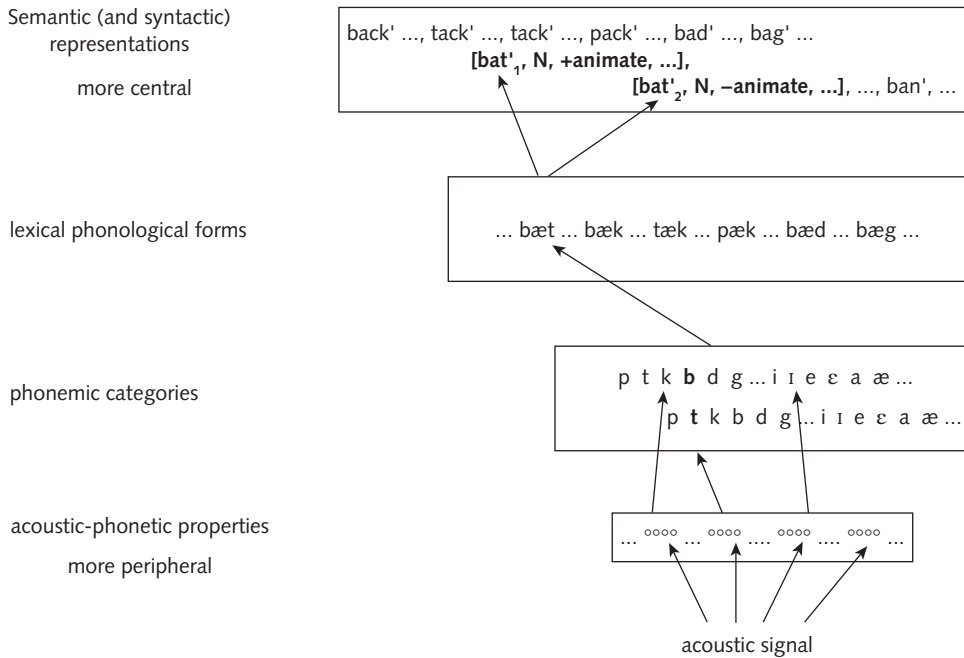 Semantic (and syntactic)
representations
more central
back' ..., tack' ..., tack' ..., pack' ..., bad' ..., bag' ...
[bat'₁, N, +animate, ...],
[bat'₂, N, –animate, ...], ..., ban', ...
lexical phonological forms
... bæt ... bæk ... tæk ... pæk ... bæd ... bæg ...
phonemic categories
p t k b d g ... i ɪ e ɛ a æ ...
p t k b d g ... i ɪ e ɛ a æ ...
acoustic-phonetic properties
more peripheral
... °°°° ... °°°° .... °°°° .... °°°° ...
acoustic signal